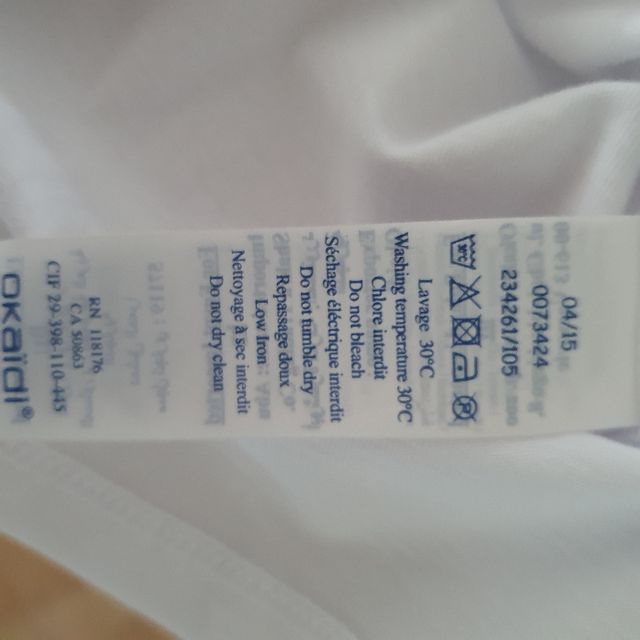 04/15
0073424
234261/105
Lavage 30°C
Washing temperature 30°C
Chlore interdit
Do not bleach
Séchage électrique interdit
Do not tumble dry
Repassage doux
Low Iron
Nettoyage à sec interdit
Do not dry clean
RN 118176
CA 50663
CIF 29-398-110-445
OKAÏDI®